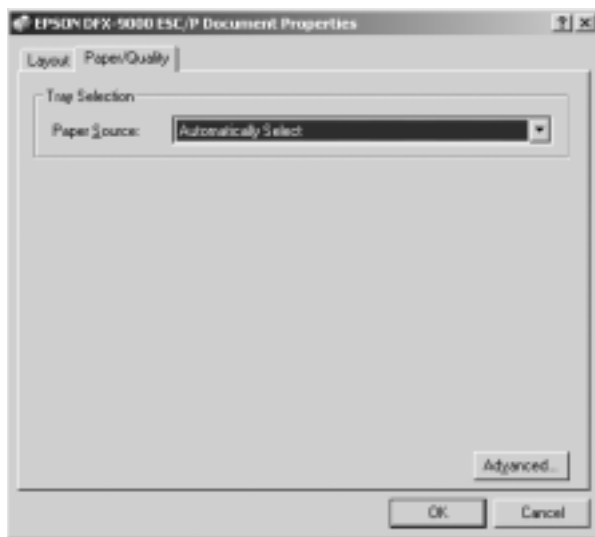 EPSON DFX-9000 ESC/P Document Properties
Layout Paper/Quality
Tray Selection
Paper Source: Automatically Select
Advanced...
OK Cancel